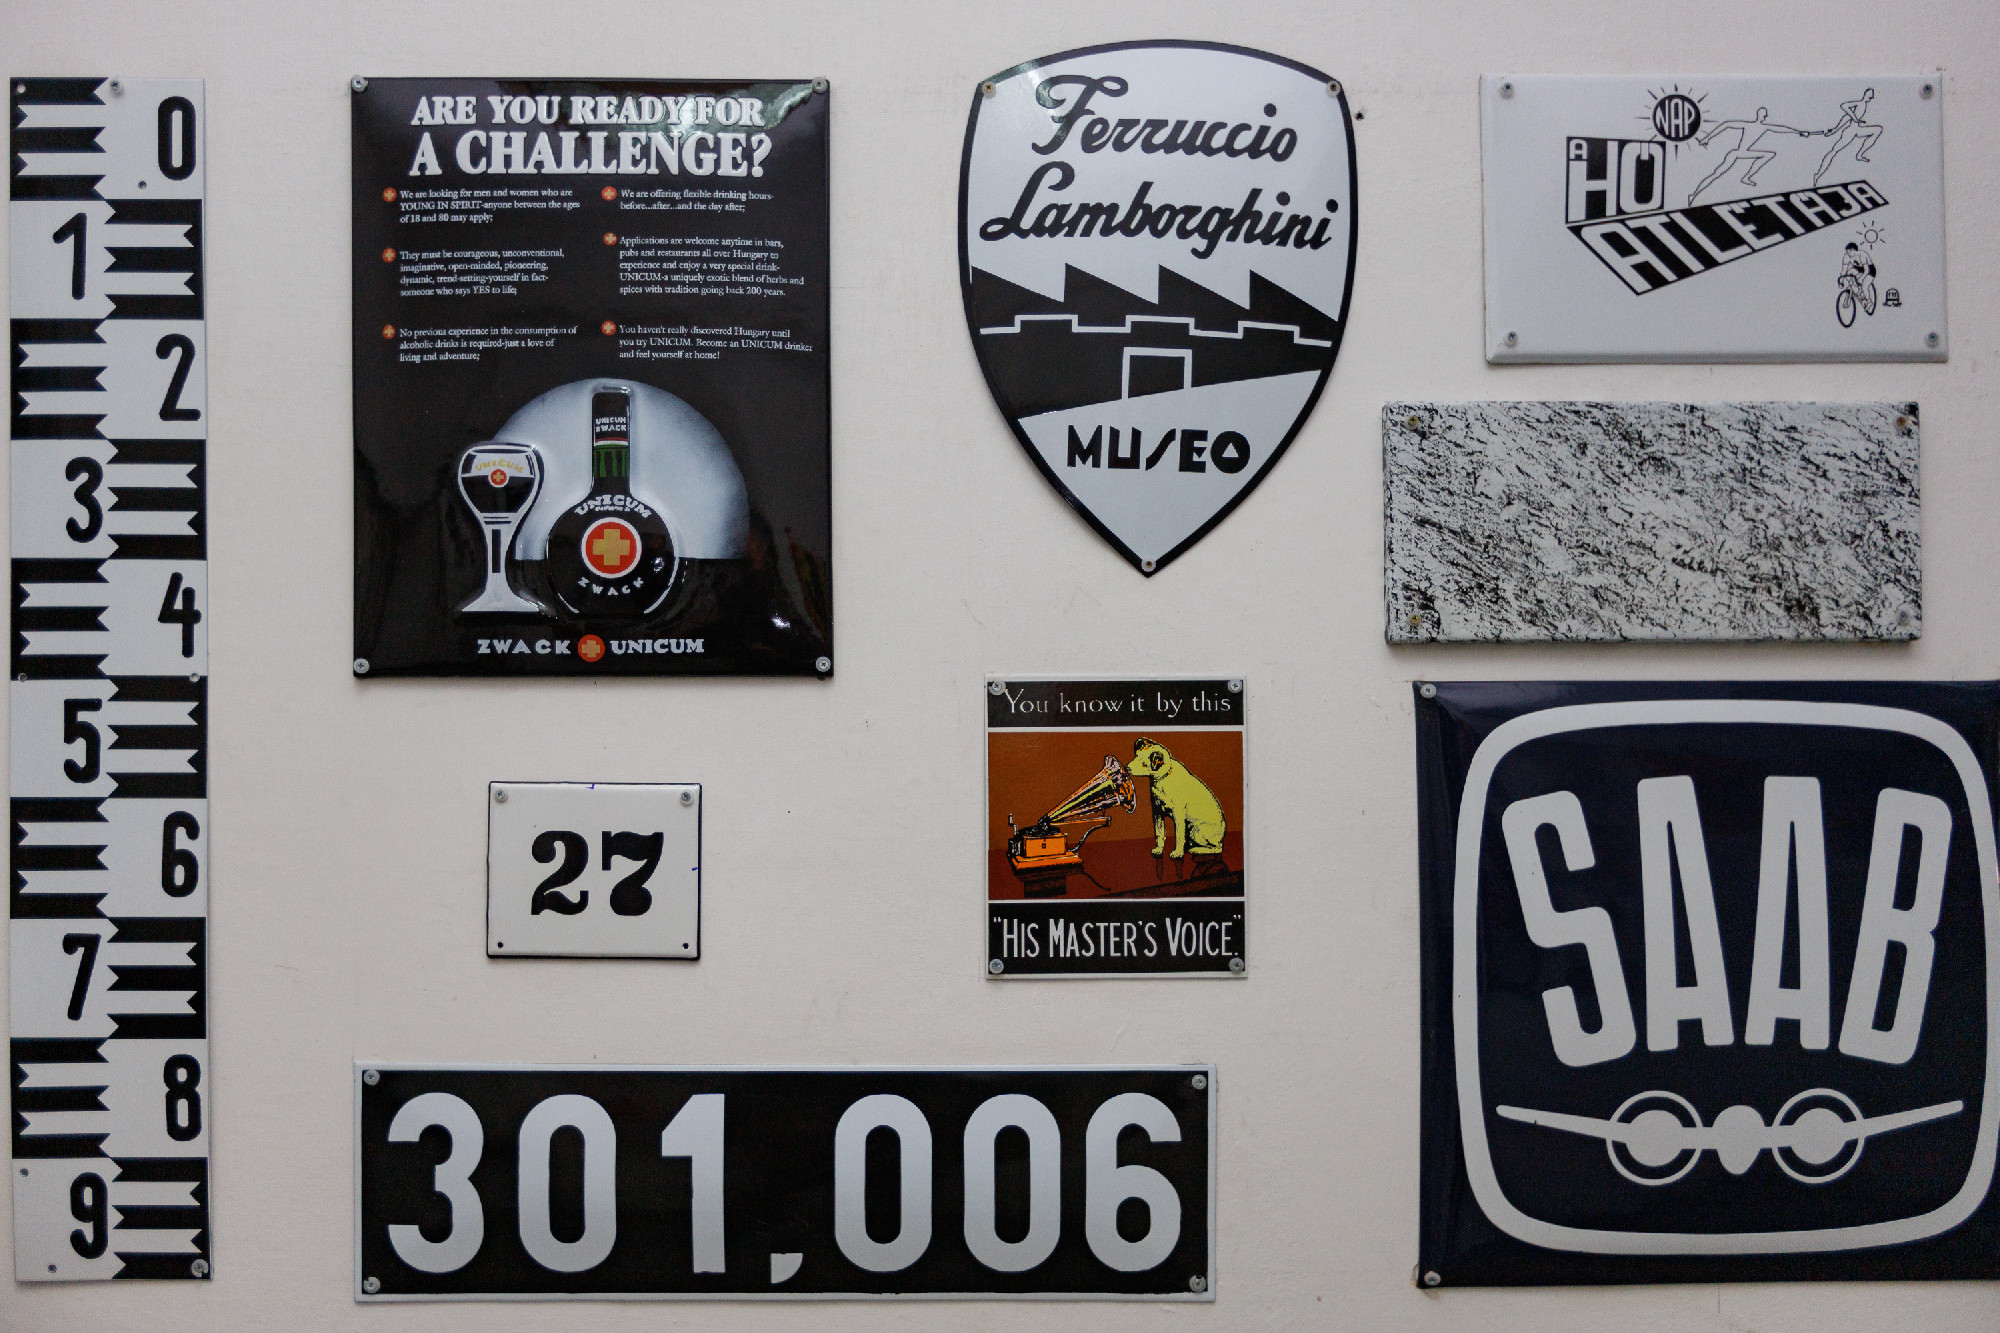 0
1
2
3
4
5
6
7
8
9
ARE YOU READY FOR
A CHALLENGE?
We are looking for men and women who are
YOUNG IN SPIRIT-anyone between the ages
of 18 and 80 may apply;
They must be courageous, unconventional,
imaginative, open-minded, pioneering,
dynamic, trend-setting-yourself in fact-
someone who says YES to life;
No previous experience in the consumption of
alcoholic drinks is required-just a love of
living and adventure;
We are offering flexible drinking hours-
before...after...and the day after;
Applications are welcome anytime in bars,
pubs and restaurants all over Hungary to
experience and enjoy a very special drink-
UNICUM-a uniquely exotic blend of herbs and
spices with tradition going back 200 years.
You haven't really discovered Hungary until
you try UNICUM. Become an UNICUM drinker
and feel yourself at home!
UNICUM
ZWACK
UNICUM
UNICUM
ZWACK
ZWACK UNICUM
Ferruccio
Lamborghini
MUSEO
A HÓNAP
ATLÉTÁJA
27
You know it by this
"HIS MASTER'S VOICE."
SAAB
301,006